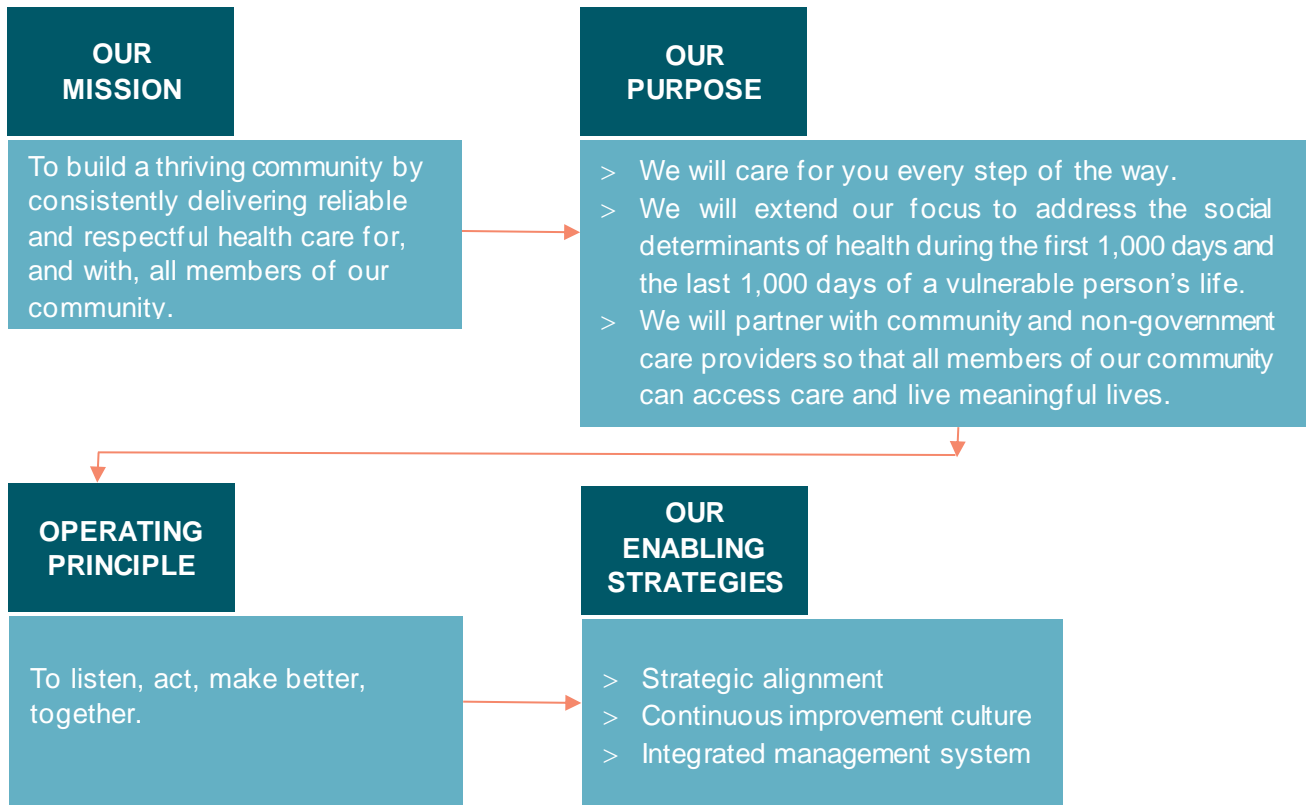 OUR
MISSION
To build a thriving community by
consistently delivering reliable
and respectful health care for,
and with, all members of our
community.
OUR
PURPOSE
> We will care for you every step of the way.
> We will extend our focus to address the social
determinants of health during the first 1,000 days and
the last 1,000 days of a vulnerable person’s life.
> We will partner with community and non-government
care providers so that all members of our community
can access care and live meaningful lives.
OPERATING
PRINCIPLE
To listen, act, make better,
together.
OUR
ENABLING
STRATEGIES
> Strategic alignment
> Continuous improvement culture
> Integrated management system